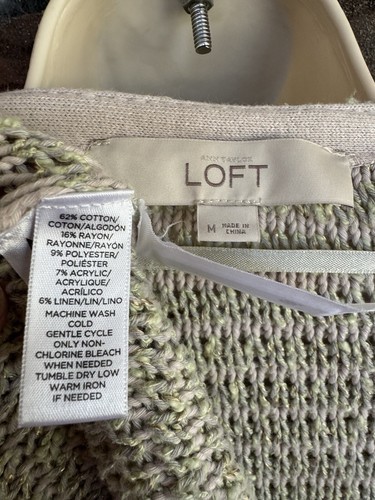 ANN TAYLOR
LOFT
M
MADE IN
CHINA
62% COTTON/
COTON/ALGODÓN
16% RAYON/
RAYONNE/RAYÓN
9% POLYESTER/
POLIÉSTER
7% ACRYLIC/
ACRYLIQUE/
ACRÍLICO
6% LINEN/LIN/LINO
MACHINE WASH
COLD
GENTLE CYCLE
ONLY NON-
CHLORINE BLEACH
WHEN NEEDED
TUMBLE DRY LOW
WARM IRON
IF NEEDED